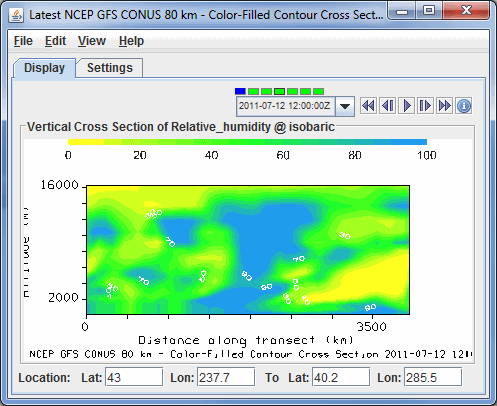 Latest NCEP GFS CONUS 80 km - Color-Filled Contour Cross Sect...
File Edit View Help
Display Settings
2011-07-12 12:00:00Z
Vertical Cross Section of Relative_humidity @ isobaric
0 20 40 60 80 100
16000
Altitude (m)
2000
0 3500
Distance along transect (km)
NCEP GFS CONUS 80 km - Color-Filled Contour Cross Section 2011-07-12 12:
Location: Lat: 43 Lon: 237.7 To Lat: 40.2 Lon: 285.5